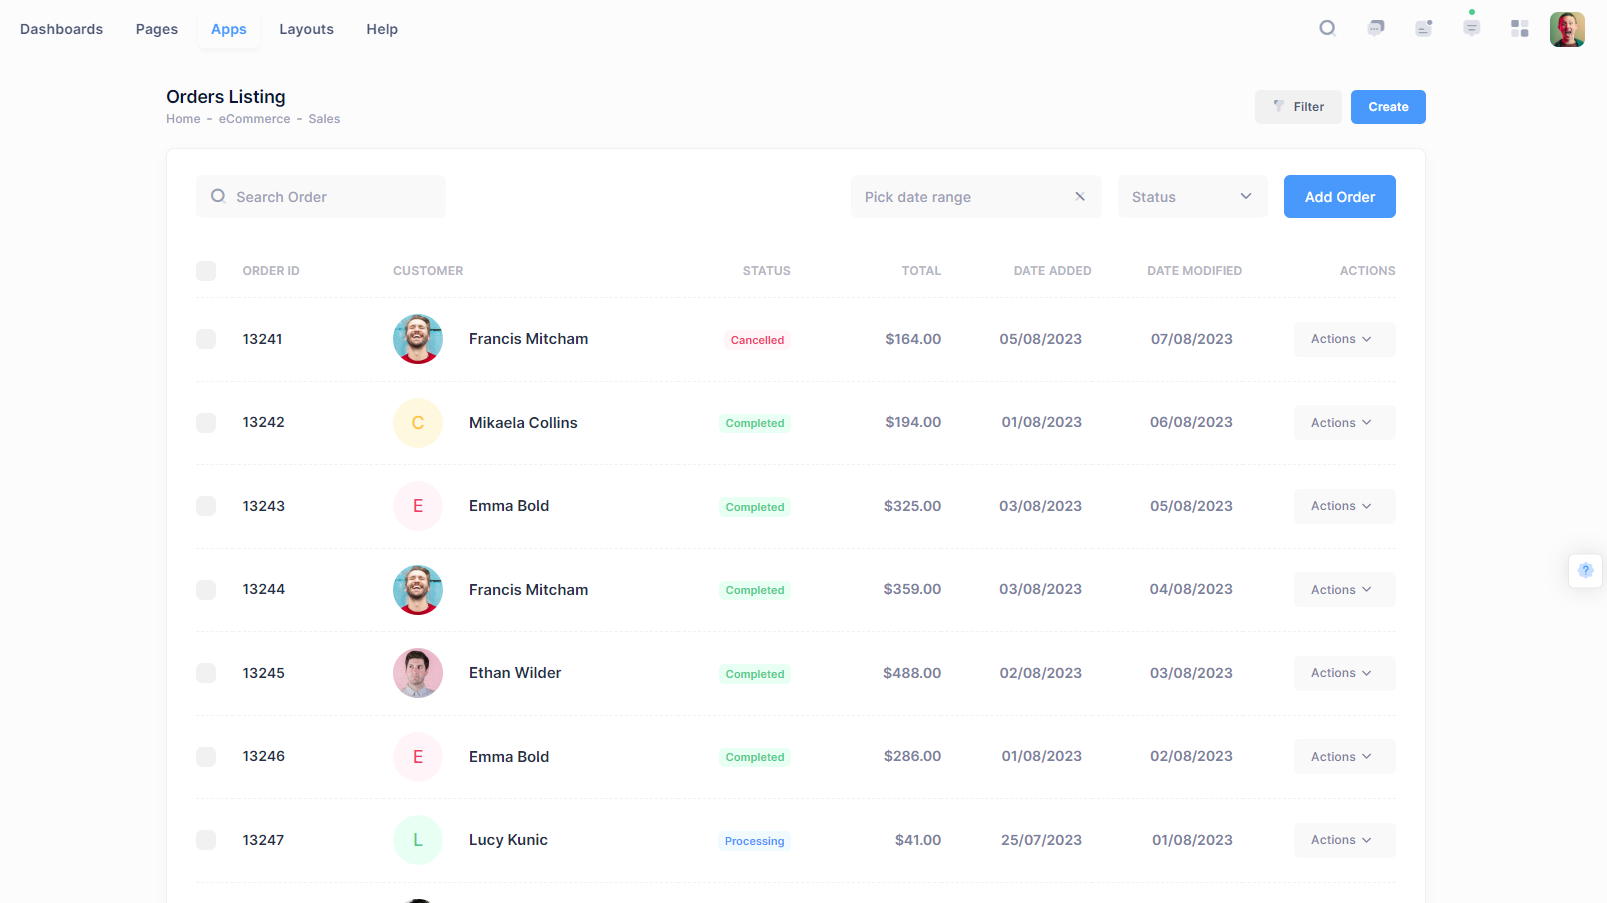 Dashboards Pages Apps Layouts Help
Orders Listing
Home - eCommerce - Sales
Filter Create
Search Order Pick date range Status Add Order
ORDER ID CUSTOMER STATUS TOTAL DATE ADDED DATE MODIFIED ACTIONS
13241 Francis Mitcham Cancelled $164.00 05/08/2023 07/08/2023 Actions
13242 C Mikaela Collins Completed $194.00 01/08/2023 06/08/2023 Actions
13243 E Emma Bold Completed $325.00 03/08/2023 05/08/2023 Actions
13244 Francis Mitcham Completed $359.00 03/08/2023 04/08/2023 Actions
13245 Ethan Wilder Completed $488.00 02/08/2023 03/08/2023 Actions
13246 E Emma Bold Completed $286.00 01/08/2023 02/08/2023 Actions
13247 L Lucy Kunic Processing $41.00 25/07/2023 01/08/2023 Actions
?